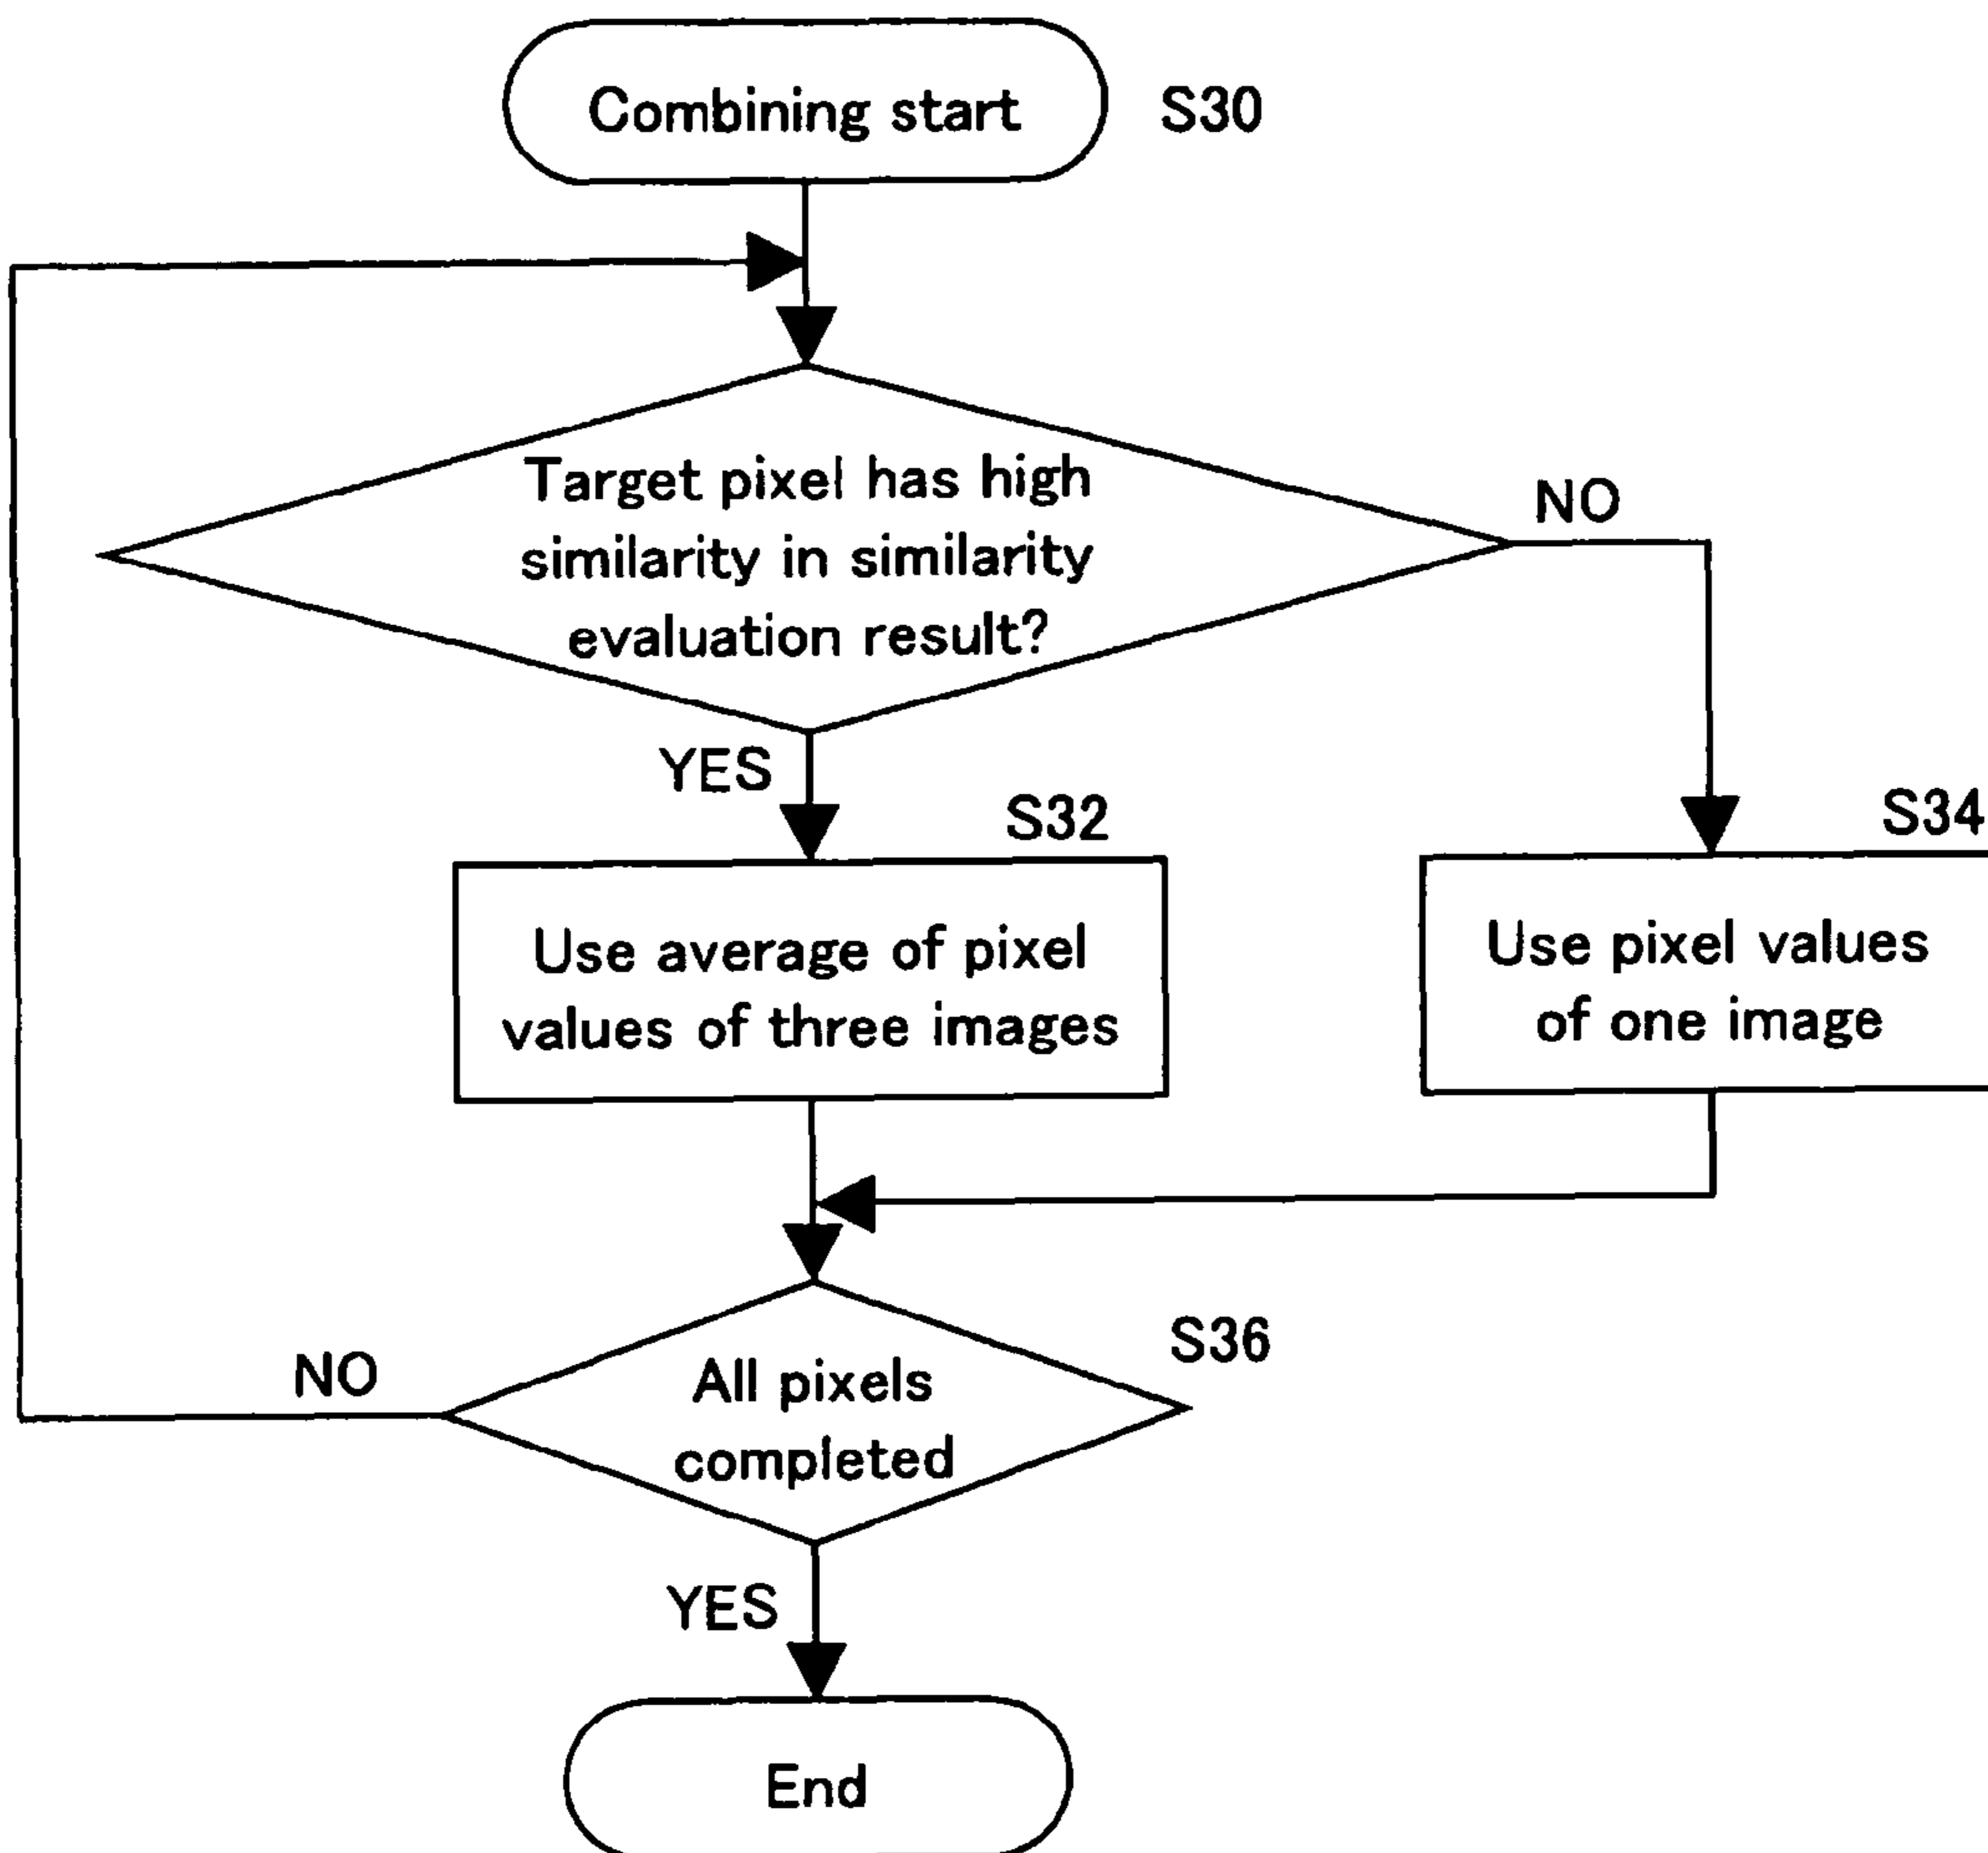 Combining start
S30
Target pixel has high
similarity in similarity
evaluation result?
NO
YES
S32
S34
Use average of pixel
values of three images
Use pixel values
of one image
S36
NO
All pixels
completed
YES
End